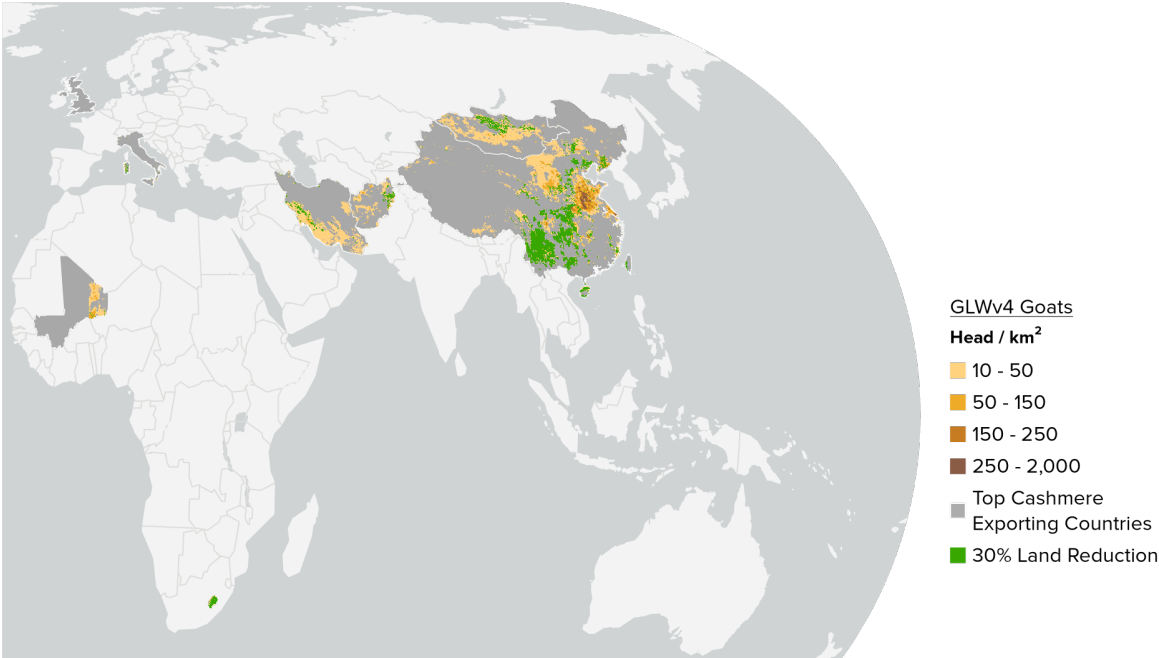 GLWv4 Goats
Head / km²
10 - 50
50 - 150
150 - 250
250 - 2,000
Top Cashmere
Exporting Countries
30% Land Reduction